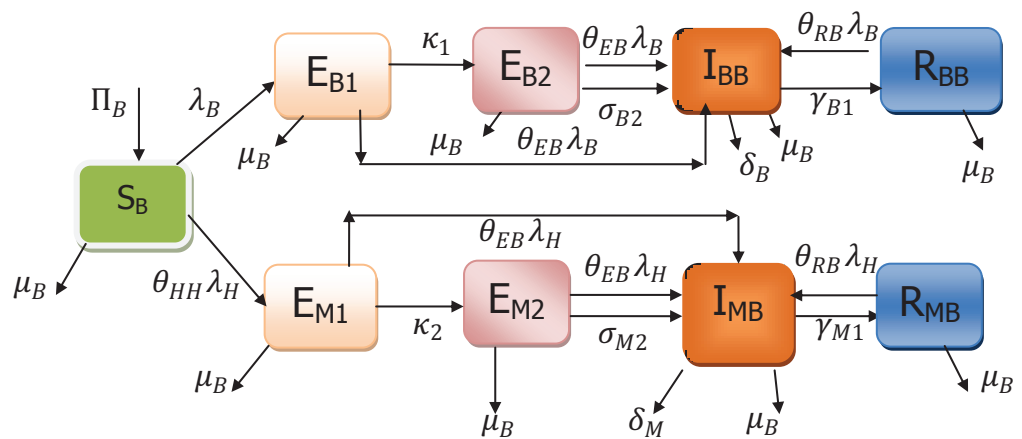 κ₁ θ_EB λ_B θ_RB λ_B
E_B1 E_B2 I_BB R_BB
Π_B λ_B σ_B2 γ_B1
μ_B μ_B θ_EB λ_B δ_B μ_B μ_B
S_B
θ_EB λ_H
μ_B θ_HH λ_H θ_EB λ_H θ_RB λ_H
E_M1 E_M2 I_MB R_MB
κ₂ σ_M2 γ_M1
μ_B μ_B δ_M μ_B μ_B